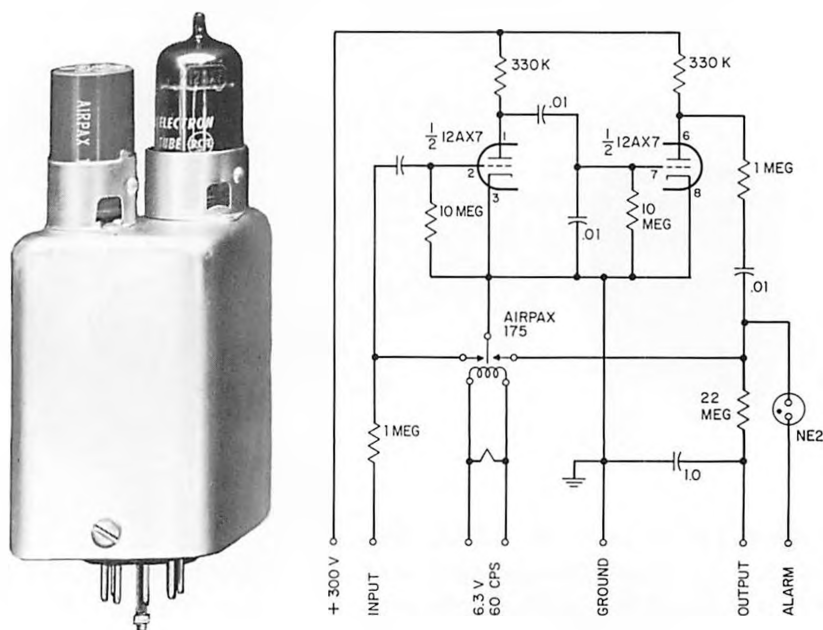 AIRPAX
12AX7
ELECTRON
TUBE RCA
330 K
330 K
.01
1/2 12AX7
1
2
3
1/2 12AX7
6
7
8
1 MEG
10 MEG
.01
10 MEG
.01
AIRPAX
175
22
MEG
NE2
1 MEG
1.0
+ 300 V
INPUT
6.3 V
60 CPS
GROUND
OUTPUT
ALARM